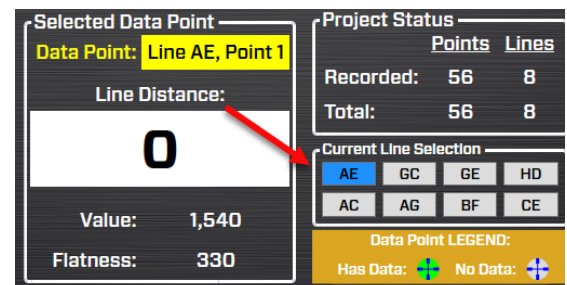 Selected Data Point
Data Point: Line AE, Point 1
Line Distance:
0
Value: 1,540
Flatness: 330
Project Status
Points Lines
Recorded: 56 8
Total: 56 8
Current Line Selection
AE GC GE HD
AC AG BF CE
Data Point LEGEND:
Has Data: No Data: